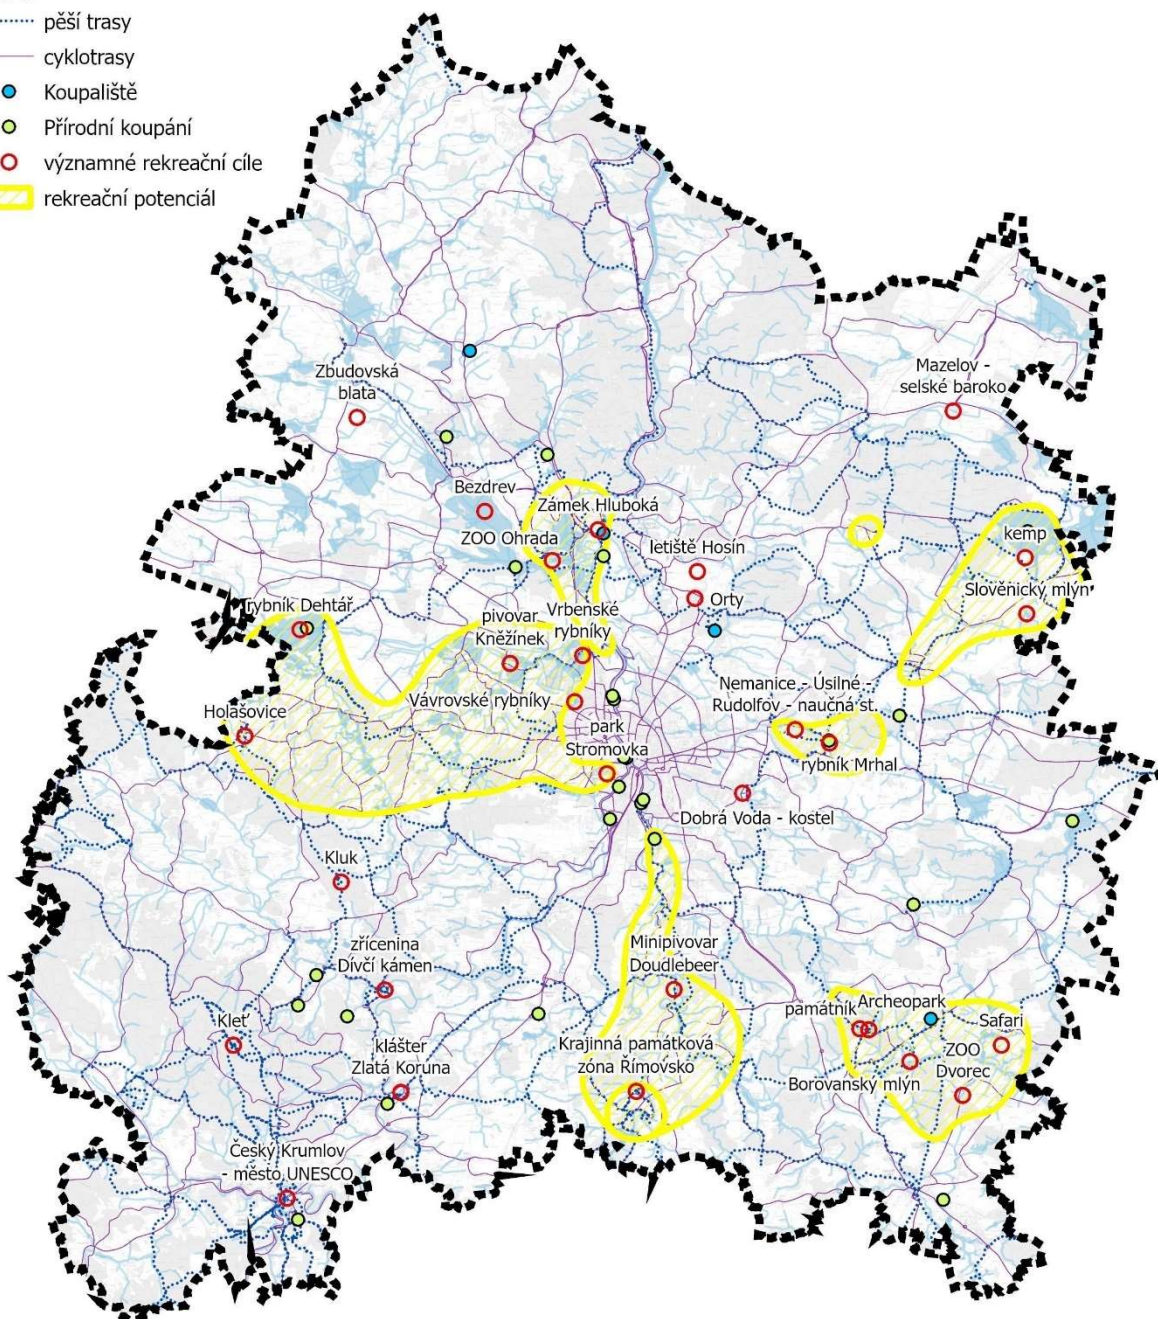 pěší trasy
cyklotrasy
Koupaliště
Přírodní koupání
významné rekreační cíle
rekreační potenciál
Zbudovská
blata
Mazelov -
selské baroko
Bezdrev
Zámek Hluboká
ZOO Ohrada
letiště Hosín
kemp
Orty
Slověnický mlýn
rybník Dehtář
pivovar
Kněžínek
Vrbenské
rybníky
Vávrovské rybníky
Nemanice - Úsilné -
Rudolfov - naučná st.
Holašovice
park
Stromovka
rybník Mrhal
Dobrá Voda - kostel
Kluk
zřícenina
Dívčí kámen
Minipivovar
Doudlebeer
Kleť
klášter
Zlatá Koruna
Krajinná památková
zóna Římovsko
památník
Archeopark
Safari
ZOO
Dvorec
Borovanský mlýn
Český Krumlov
- město UNESCO